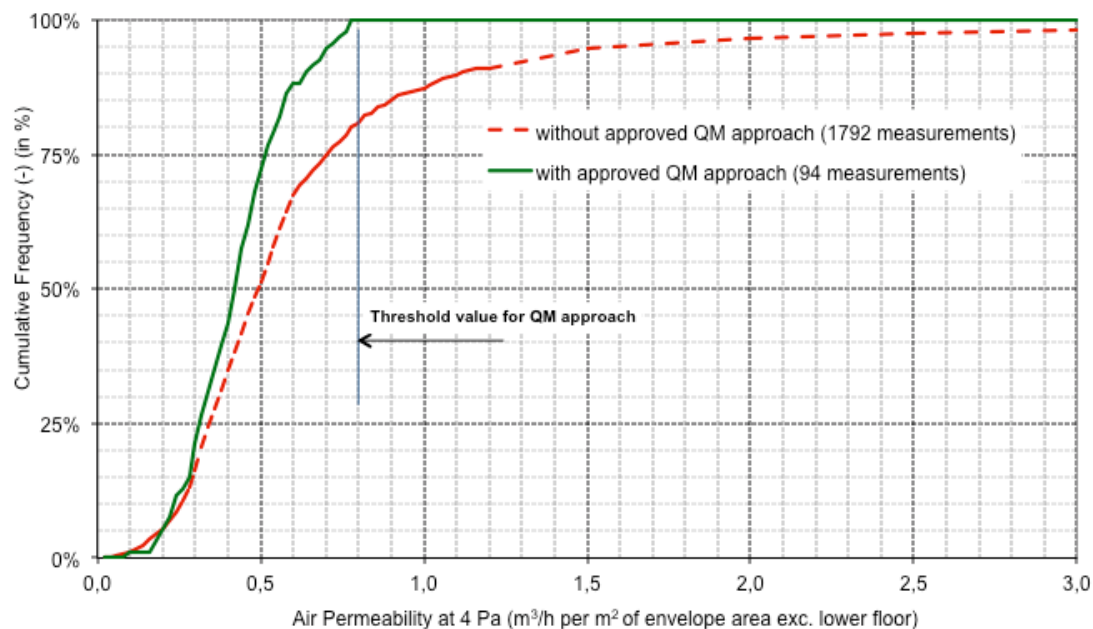 Cumulative Frequency (-) (in %)
100%
75%
50%
25%
0%
without approved QM approach (1792 measurements)
with approved QM approach (94 measurements)
Threshold value for QM approach
0,0 0,5 1,0 1,5 2,0 2,5 3,0
Air Permeability at 4 Pa (m³/h per m² of envelope area exc. lower floor)